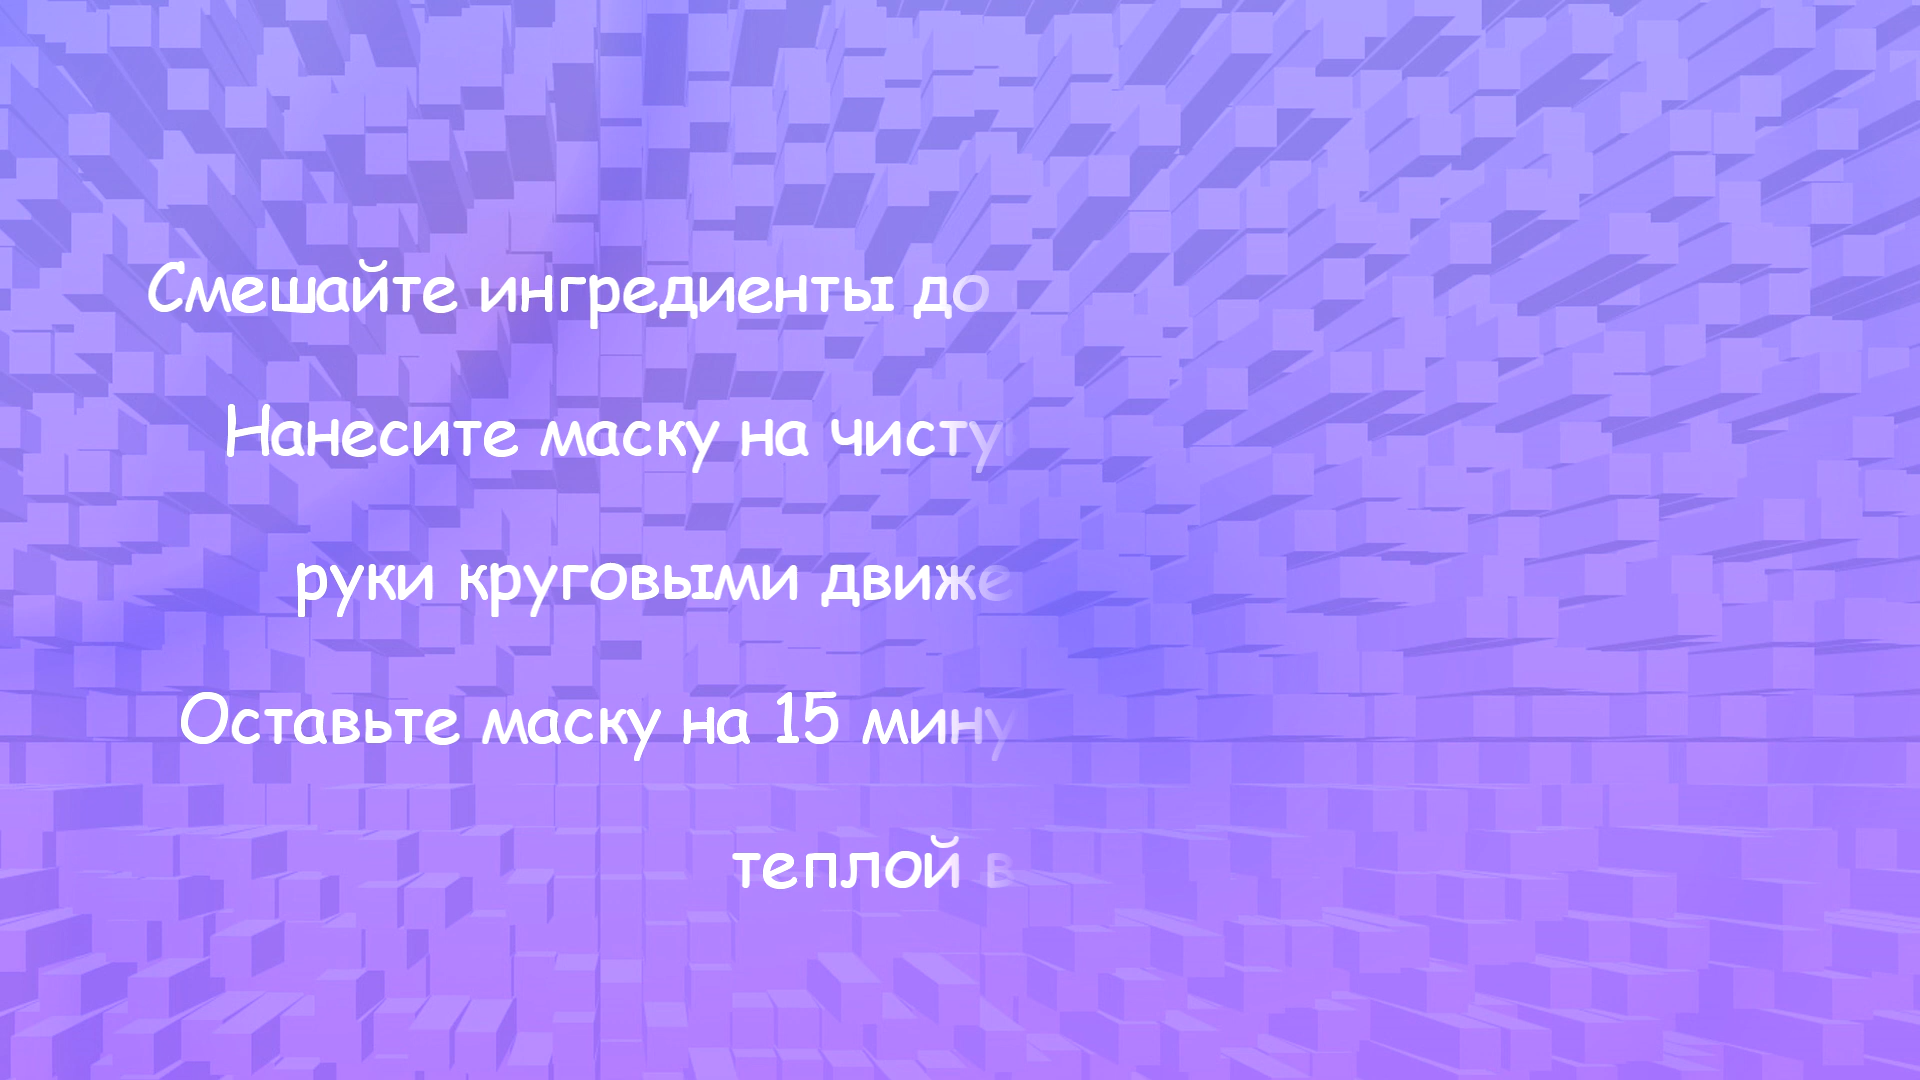 Смешайте ингредиенты до
Нанесите маску на чисту
руки круговыми движе
Оставьте маску на 15 мину
теплой в